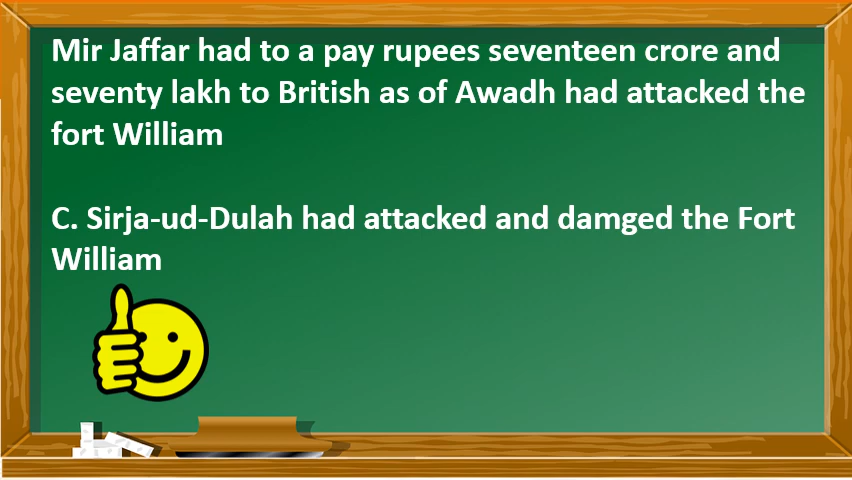 Mir Jaffar had to a pay rupees seventeen crore and
seventy lakh to British as of Awadh had attacked the
fort William
C. Sirja-ud-Dulah had attacked and damged the Fort
William